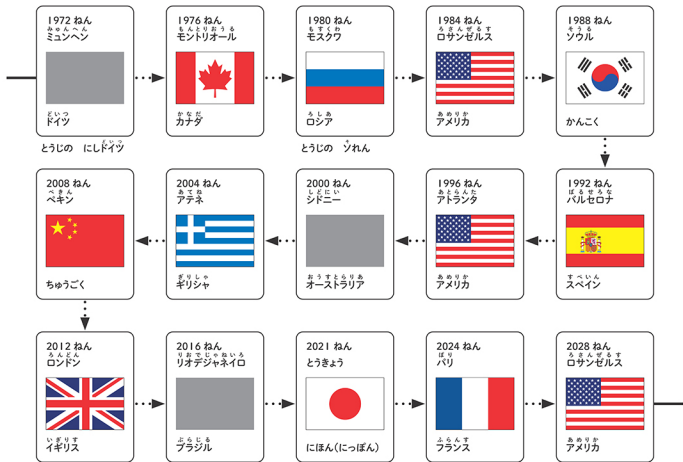 1972 ねん
みゅんへん
ミュンヘン
どいつ
ドイツ
とうじの にしドイツ
どいつ
1976 ねん
もんとりおうる
モントリオール
かなだ
カナダ
1980 ねん
もすくわ
モスクワ
ろしあ
ロシア
とうじの ソれん
そ
1984 ねん
ろさんぜるす
ロサンゼルス
あめりか
アメリカ
1988 ねん
そうる
ソウル
かんこく
1992 ねん
ばるせろな
バルセロナ
すぺいん
スペイン
1996 ねん
あとらんた
アトランタ
あめりか
アメリカ
2000 ねん
しどにい
シドニー
おうすとらりあ
オーストラリア
2004 ねん
あてね
アテネ
ぎりしゃ
ギリシャ
2008 ねん
ぺきん
ペキン
ちゅうごく
2012 ねん
ろんどん
ロンドン
いぎりす
イギリス
2016 ねん
りおでじゃねいろ
リオデジャネイロ
ぶらじる
ブラジル
2021 ねん
とうきょう
にほん(にっぽん)
2024 ねん
ぱり
パリ
ふらんす
フランス
2028 ねん
ろさんぜるす
ロサンゼルス
あめりか
アメリカ